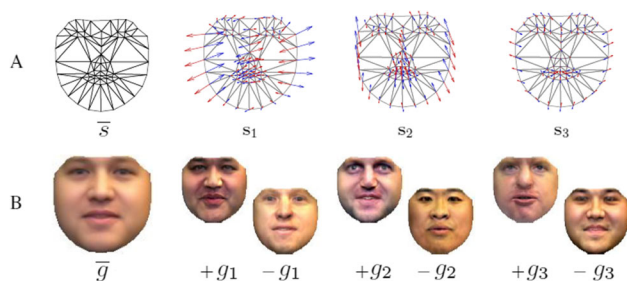 A
s̅ s₁ s₂ s₃
B
g̅ +g₁ −g₁ +g₂ −g₂ +g₃ −g₃